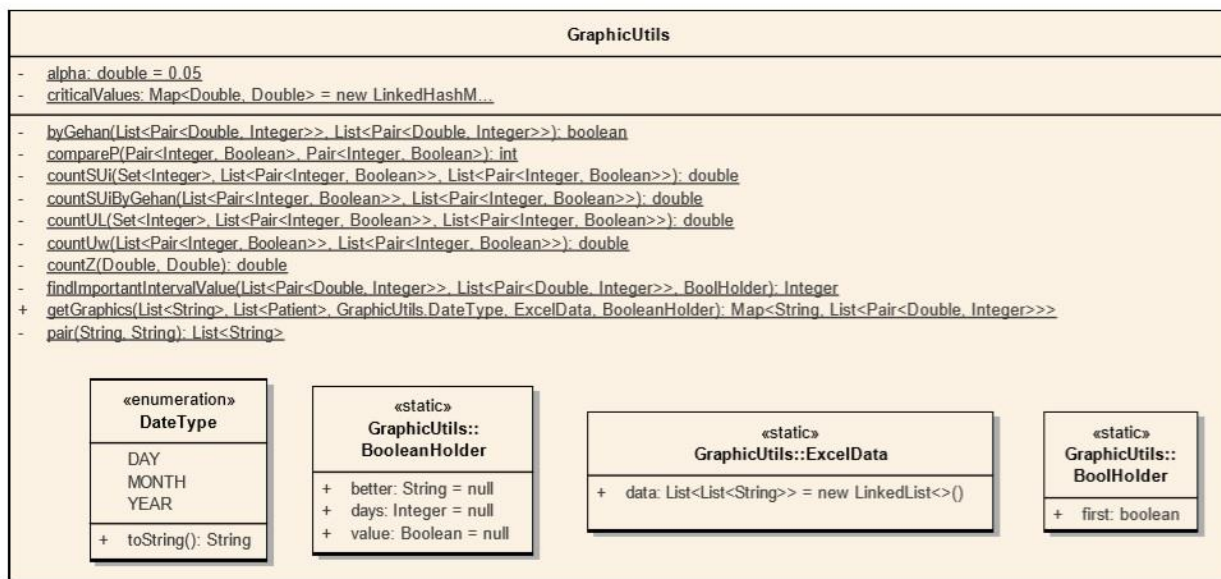 GraphicUtils
- alpha: double = 0.05
- criticalValues: Map<Double, Double> = new LinkedHashM...
- byGehan(List<Pair<Double, Integer>>, List<Pair<Double, Integer>>): boolean
- compareP(Pair<Integer, Boolean>, Pair<Integer, Boolean>): int
- countSUi(Set<Integer>, List<Pair<Integer, Boolean>>, List<Pair<Integer, Boolean>>): double
- countSUiByGehan(List<Pair<Integer, Boolean>>, List<Pair<Integer, Boolean>>): double
- countUL(Set<Integer>, List<Pair<Integer, Boolean>>, List<Pair<Integer, Boolean>>): double
- countUw(List<Pair<Integer, Boolean>>, List<Pair<Integer, Boolean>>): double
- countZ(Double, Double): double
- findImportantIntervalValue(List<Pair<Double, Integer>>, List<Pair<Double, Integer>>, BoolHolder): Integer
+ getGraphics(List<String>, List<Patient>, GraphicUtils.DateType, ExcelData, BooleanHolder): Map<String, List<Pair<Double, Integer>>>
- pair(String, String): List<String>
«enumeration»
DateType
DAY
MONTH
YEAR
+ toString(): String
«static»
GraphicUtils::
BooleanHolder
+ better: String = null
+ days: Integer = null
+ value: Boolean = null
«static»
GraphicUtils::ExcelData
+ data: List<List<String>> = new LinkedList<>()
«static»
GraphicUtils::
BoolHolder
+ first: boolean